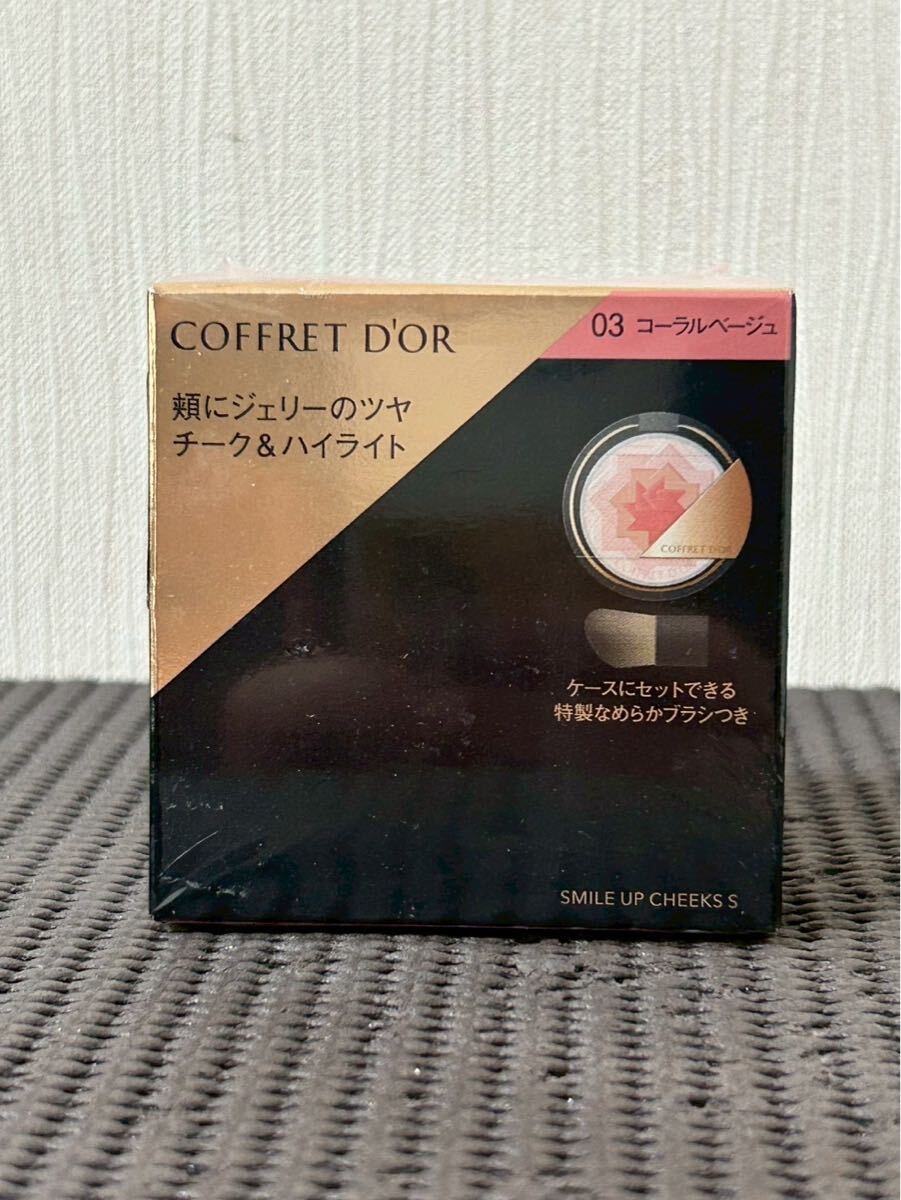 COFFRET D'OR
03 コーラルベージュ
頬にジェリーのツヤ
チーク&ハイライト
COFFRET D'OR
ケースにセットできる
特製なめらかブラシつき
SMILE UP CHEEKS S